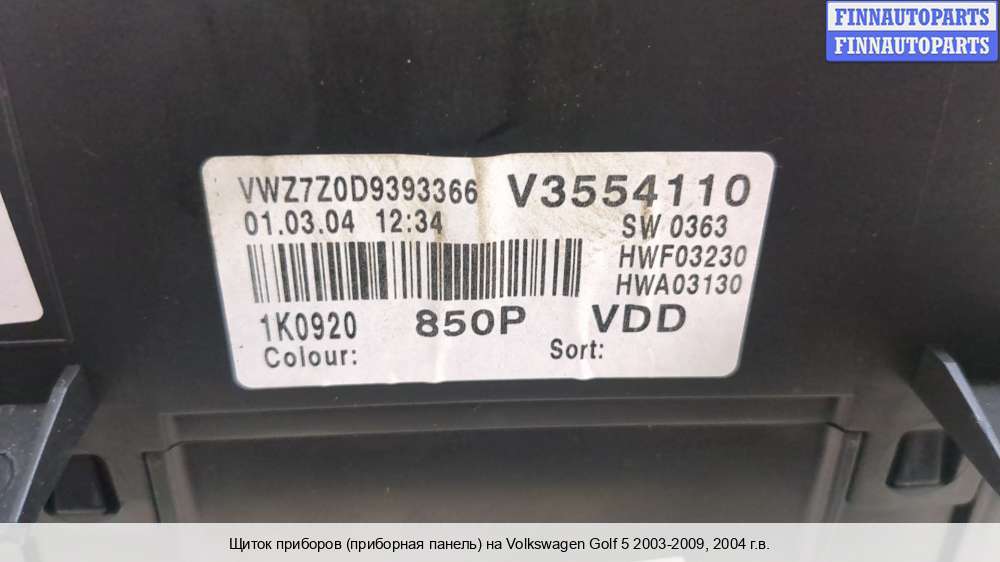 FINNAUTOPARTS
FINNAUTOPARTS
VWZ7Z0D9393366 V3554110
01.03.04 12:34 SW 0363
HWF03230
HWA03130
1K0920 850P VDD
Colour: Sort:
Щиток приборов (приборная панель) на Volkswagen Golf 5 2003-2009, 2004 г.в.